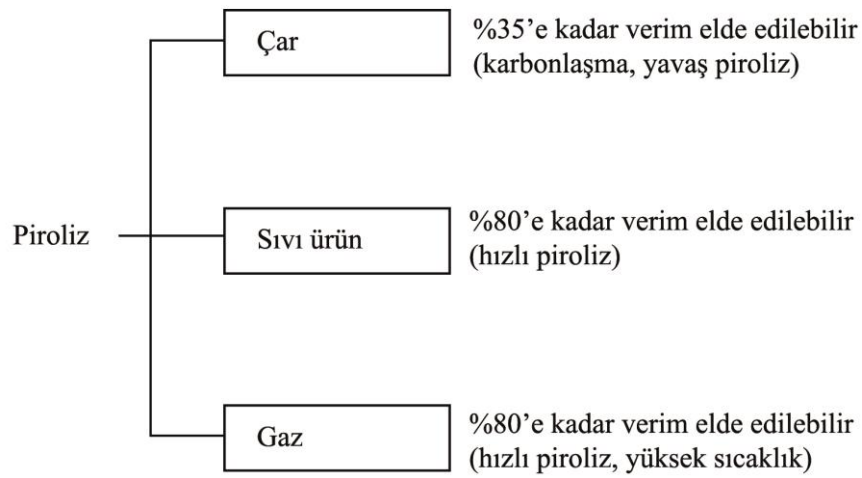 Çar
%35’e kadar verim elde edilebilir
(karbonlaşma, yavaş piroliz)
Piroliz
Sıvı ürün
%80’e kadar verim elde edilebilir
(hızlı piroliz)
Gaz
%80’e kadar verim elde edilebilir
(hızlı piroliz, yüksek sıcaklık)